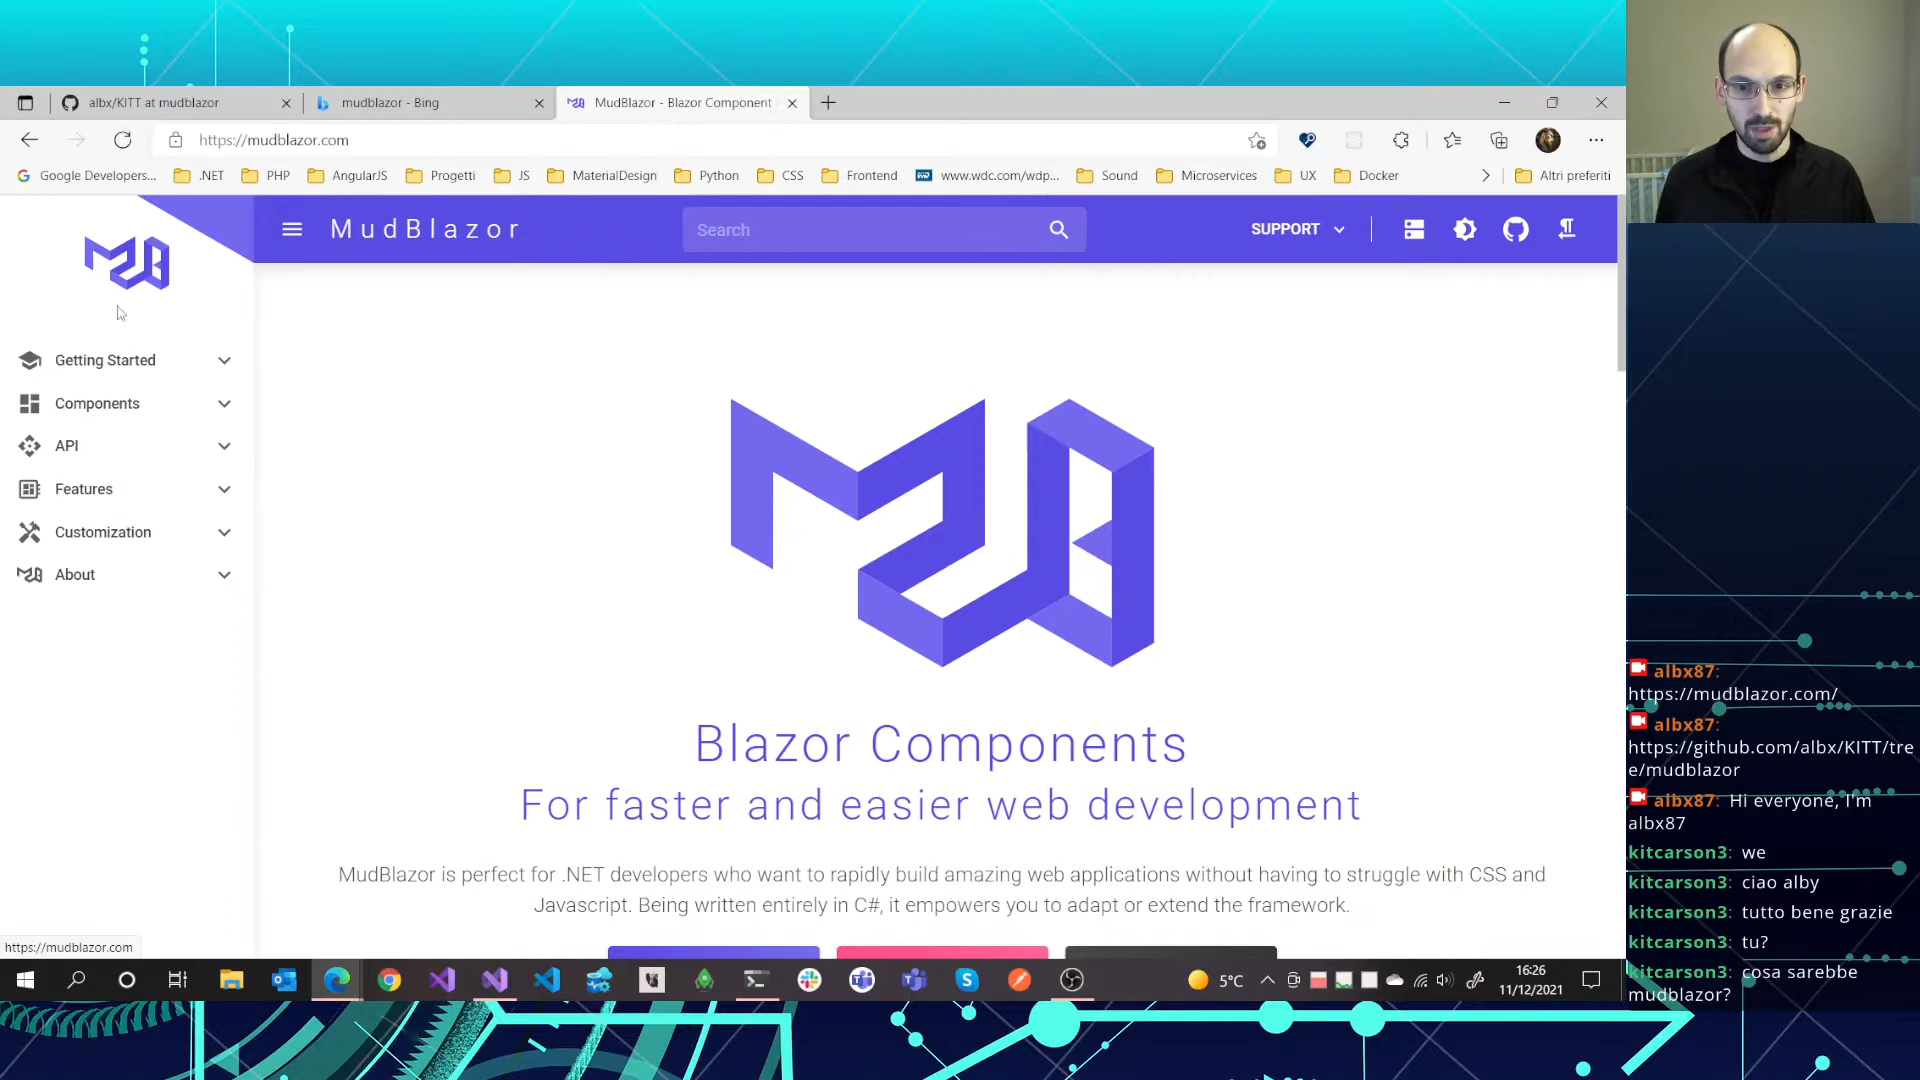 albx/KITT at mudblazor
mudblazor - Bing
MudBlazor - Blazor Component
https://mudblazor.com
Google Developers...
.NET
PHP
AngularJS
Progetti
JS
MaterialDesign
Python
CSS
Frontend
www.wdc.com/wdp...
Sound
Microservices
UX
Docker
Altri preferiti
MudBlazor
Search
SUPPORT
Getting Started
Components
API
Features
Customization
About
Blazor Components
For faster and easier web development
MudBlazor is perfect for .NET developers who want to rapidly build amazing web applications without having to struggle with CSS and
Javascript. Being written entirely in C#, it empowers you to adapt or extend the framework.
https://mudblazor.com
5°C
16:26
11/12/2021
albx87:
https://mudblazor.com/
albx87:
https://github.com/albx/KITT/tre
e/mudblazor
albx87: Hi everyone, I'm
albx87
kitcarson3: we
kitcarson3: ciao alby
kitcarson3: tutto bene grazie
kitcarson3: tu?
kitcarson3: cosa sarebbe
mudblazor?